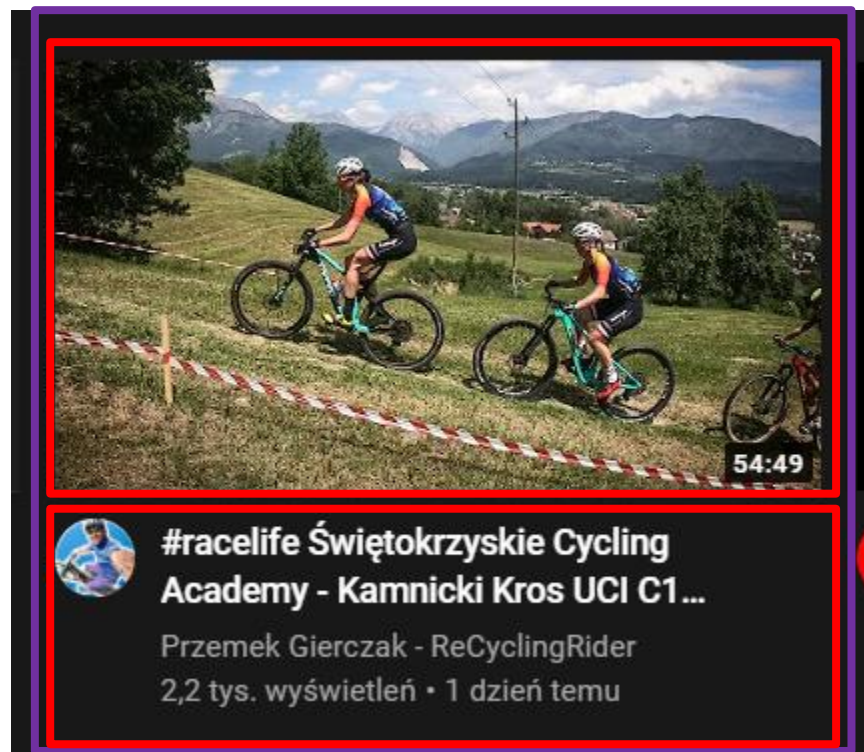 54:49
#racelife Świętokrzyskie Cycling
Academy - Kamnicki Kros UCI C1...
Przemek Gierczak - ReCyclingRider
2,2 tys. wyświetleń • 1 dzień temu